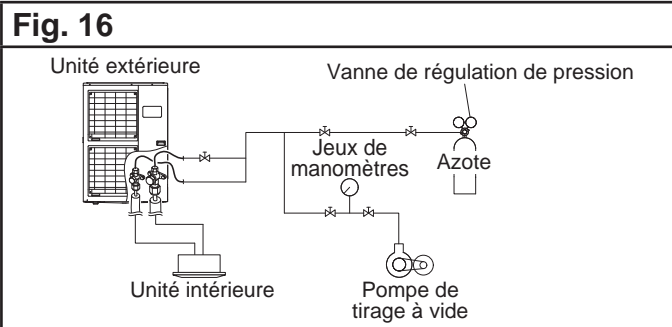 Fig. 16
Unité extérieure
Vanne de régulation de pression
Jeux de
manomètres
Azote
Unité intérieure
Pompe de
tirage à vide